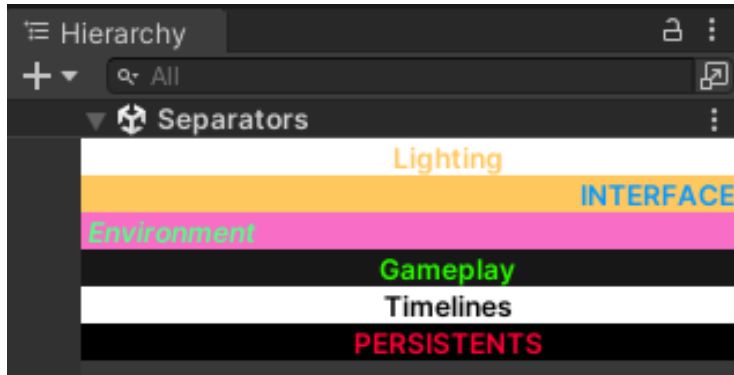 Hierarchy
All
Separators
Lighting
INTERFACE
Environment
Gameplay
Timelines
PERSISTENTS